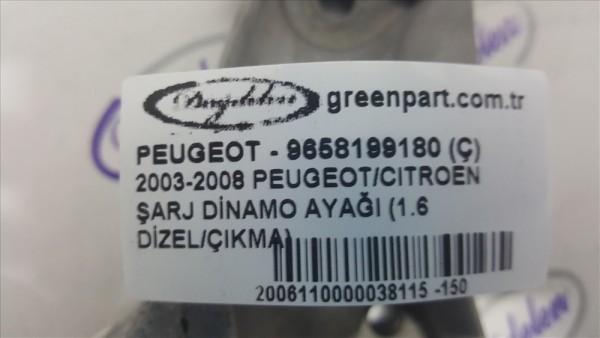 greenpart.com.tr
PEUGEOT - 9658199180 (Ç)
2003-2008 PEUGEOT/CITROEN
ŞARJ DİNAMO AYAĞI (1.6
DİZEL/ÇIKMA)
2006110000038115 -150